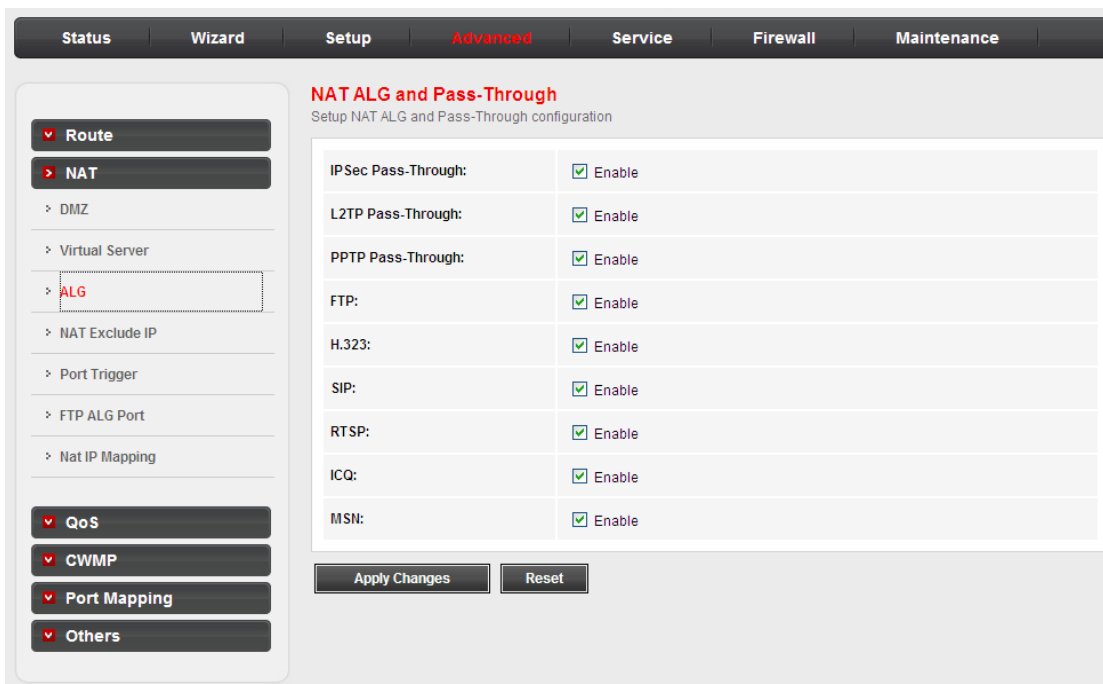 Status Wizard Setup Advanced Service Firewall Maintenance
NAT ALG and Pass-Through
Setup NAT ALG and Pass-Through configuration
Route
NAT
DMZ
Virtual Server
ALG
NAT Exclude IP
Port Trigger
FTP ALG Port
Nat IP Mapping
QoS
CWMP
Port Mapping
Others
IPSec Pass-Through: Enable
L2TP Pass-Through: Enable
PPTP Pass-Through: Enable
FTP: Enable
H.323: Enable
SIP: Enable
RTSP: Enable
ICQ: Enable
MSN: Enable
Apply Changes Reset